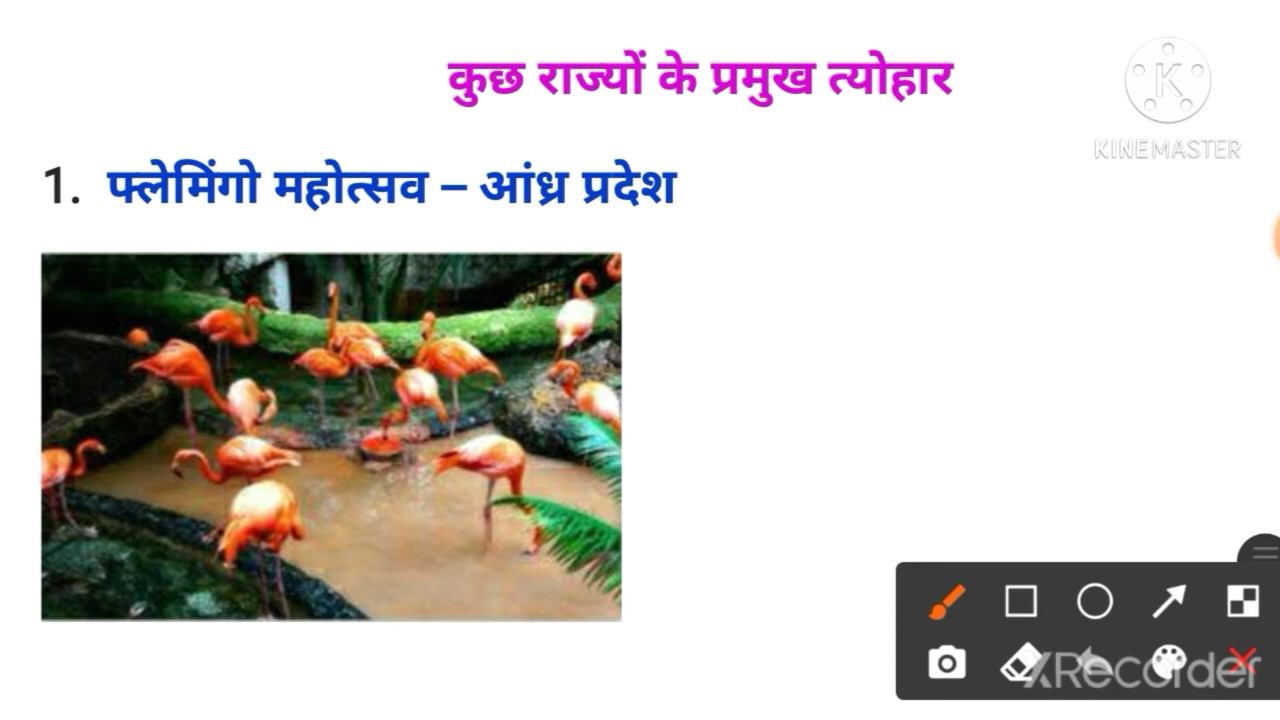 कुछ राज्यों के प्रमुख त्योहार
K
KINEMASTER
1. फ्लेमिंगो महोत्सव – आंध्र प्रदेश
XRecorder